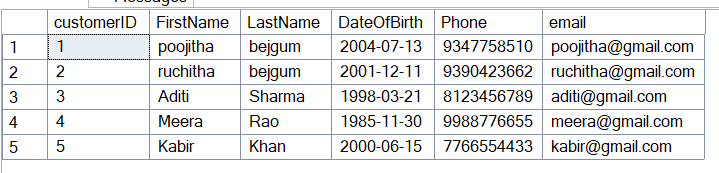 Messages
customerID FirstName LastName DateOfBirth Phone email
1 1 poojitha bejgum 2004-07-13 9347758510 poojitha@gmail.com
2 2 ruchitha bejgum 2001-12-11 9390423662 ruchitha@gmail.com
3 3 Aditi Sharma 1998-03-21 8123456789 aditi@gmail.com
4 4 Meera Rao 1985-11-30 9988776655 meera@gmail.com
5 5 Kabir Khan 2000-06-15 7766554433 kabir@gmail.com